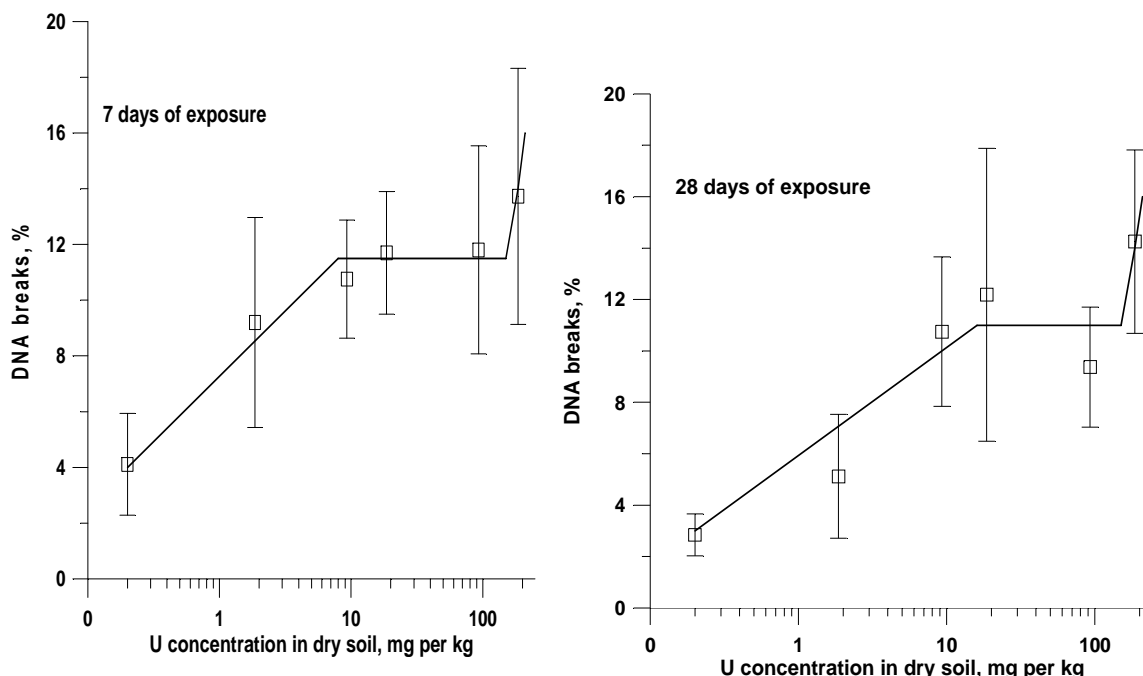 20
16
12
8
4
0
DNA breaks, %
7 days of exposure
0 1 10 100
U concentration in dry soil, mg per kg
20
16
12
8
4
0
DNA breaks, %
28 days of exposure
0 1 10 100
U concentration in dry soil, mg per kg